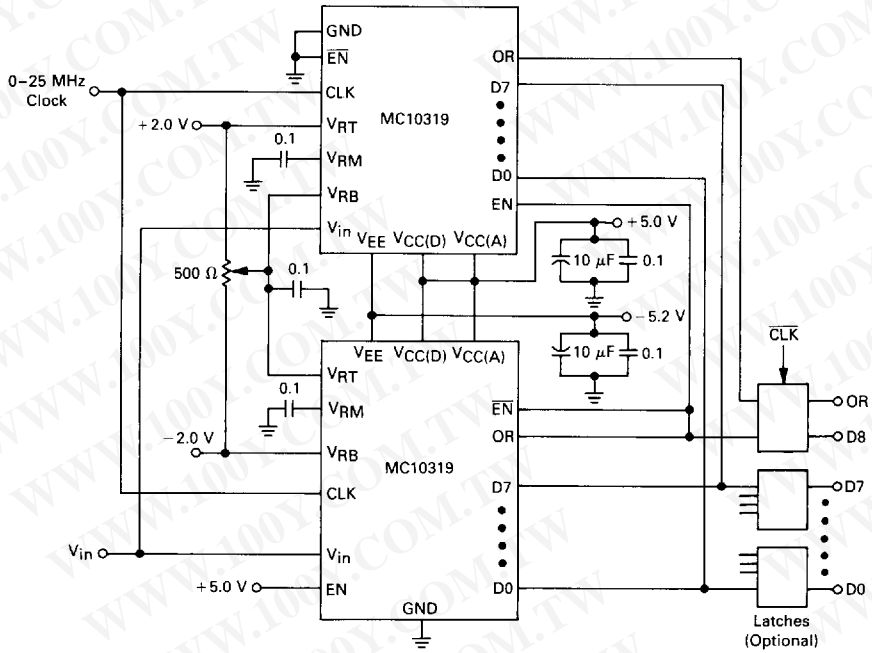 GND
EN
OR
0–25 MHz
Clock
CLK
D7
+2.0 V
VRT
MC10319
0.1
VRM
D0
VRB
EN
Vin
VEE
VCC(D)
VCC(A)
+5.0 V
500 Ω
0.1
10 μF
0.1
−5.2 V
VEE
VCC(D)
VCC(A)
10 μF
0.1
CLK
VRT
0.1
VRM
EN
OR
OR
D8
−2.0 V
VRB
MC10319
CLK
D7
D7
Vin
Vin
+5.0 V
EN
D0
D0
GND
Latches
(Optional)
WWW.100Y.COM.TW